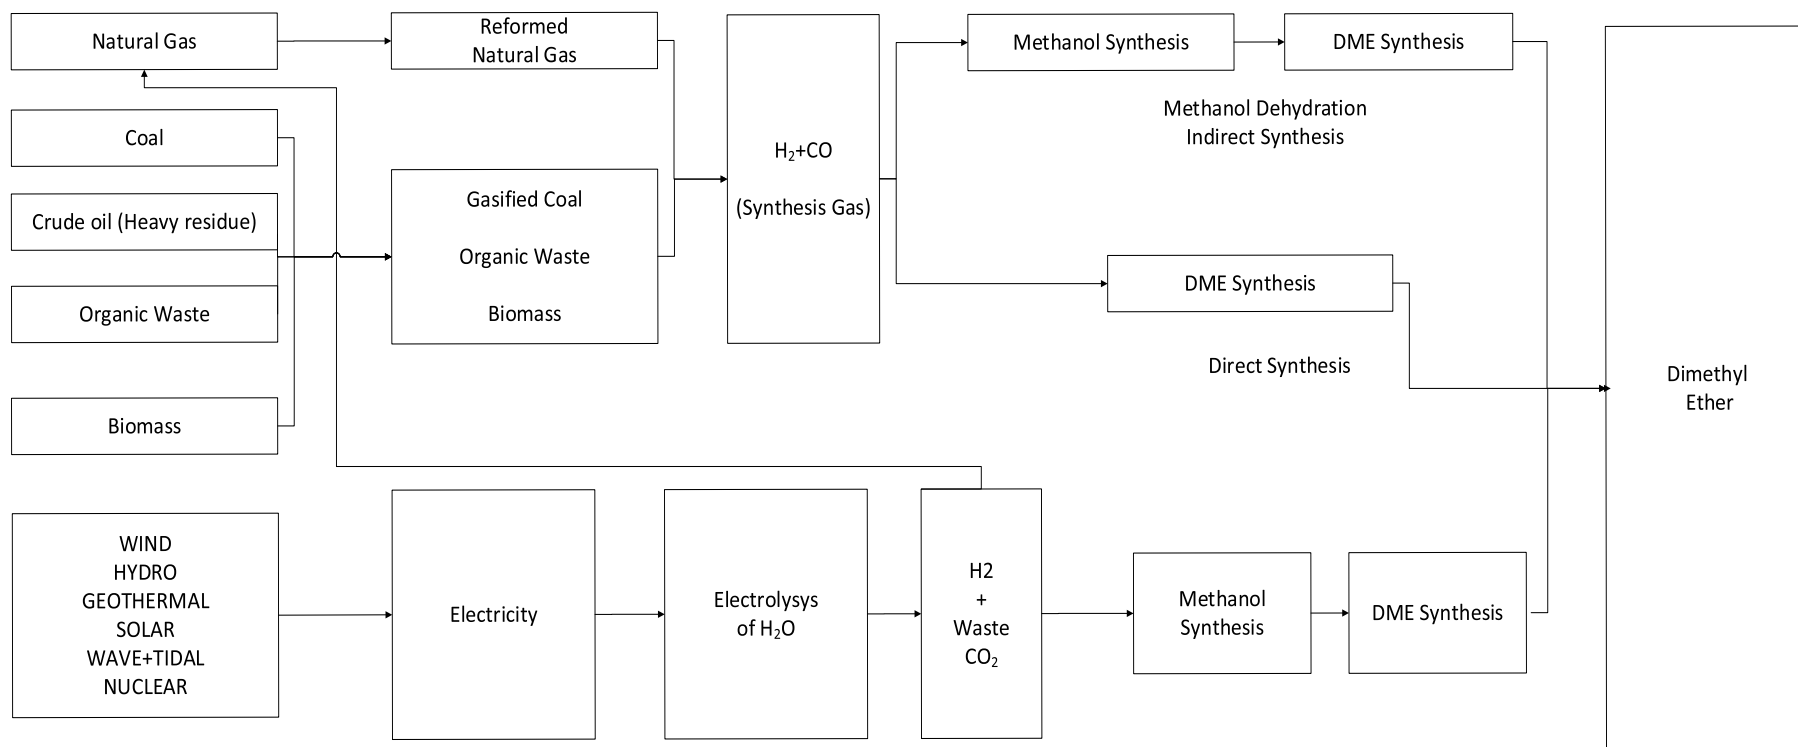 Natural Gas
Reformed
Natural Gas
Methanol Synthesis
DME Synthesis
Methanol Dehydration
Indirect Synthesis
Coal
H₂+CO
(Synthesis Gas)
Crude oil (Heavy residue)
Gasified Coal
Organic Waste
Biomass
Organic Waste
DME Synthesis
Direct Synthesis
Dimethyl
Ether
Biomass
WIND
HYDRO
GEOTHERMAL
SOLAR
WAVE+TIDAL
NUCLEAR
Electricity
Electrolysys
of H₂O
H2
+
Waste
CO₂
Methanol
Synthesis
DME Synthesis